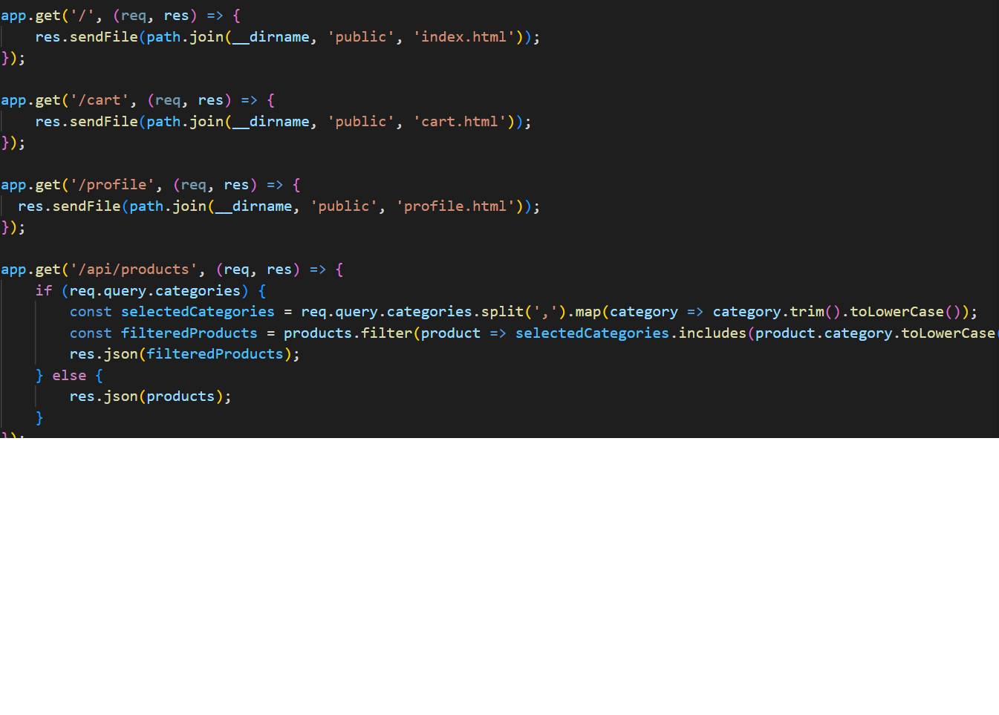 app.get('/', (req, res) => {
    res.sendFile(path.join(__dirname, 'public', 'index.html'));
});

app.get('/cart', (req, res) => {
    res.sendFile(path.join(__dirname, 'public', 'cart.html'));
});

app.get('/profile', (req, res) => {
  res.sendFile(path.join(__dirname, 'public', 'profile.html'));
});

app.get('/api/products', (req, res) => {
    if (req.query.categories) {
        const selectedCategories = req.query.categories.split(',').map(category => category.trim().toLowerCase());
        const filteredProducts = products.filter(product => selectedCategories.includes(product.category.toLowerCase(
        res.json(filteredProducts);
    } else {
        res.json(products);
    }
});